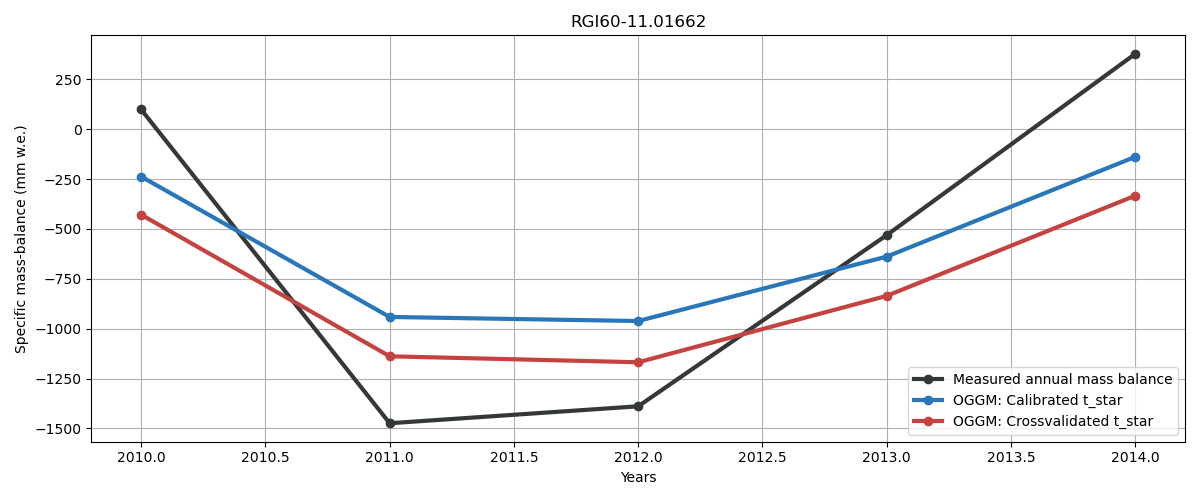 RGI60-11.01662
Specific mass-balance (mm w.e.)
250
0
−250
−500
−750
−1000
−1250
−1500
Measured annual mass balance
OGGM: Calibrated t_star
OGGM: Crossvalidated t_star
2010.0 2010.5 2011.0 2011.5 2012.0 2012.5 2013.0 2013.5 2014.0
Years